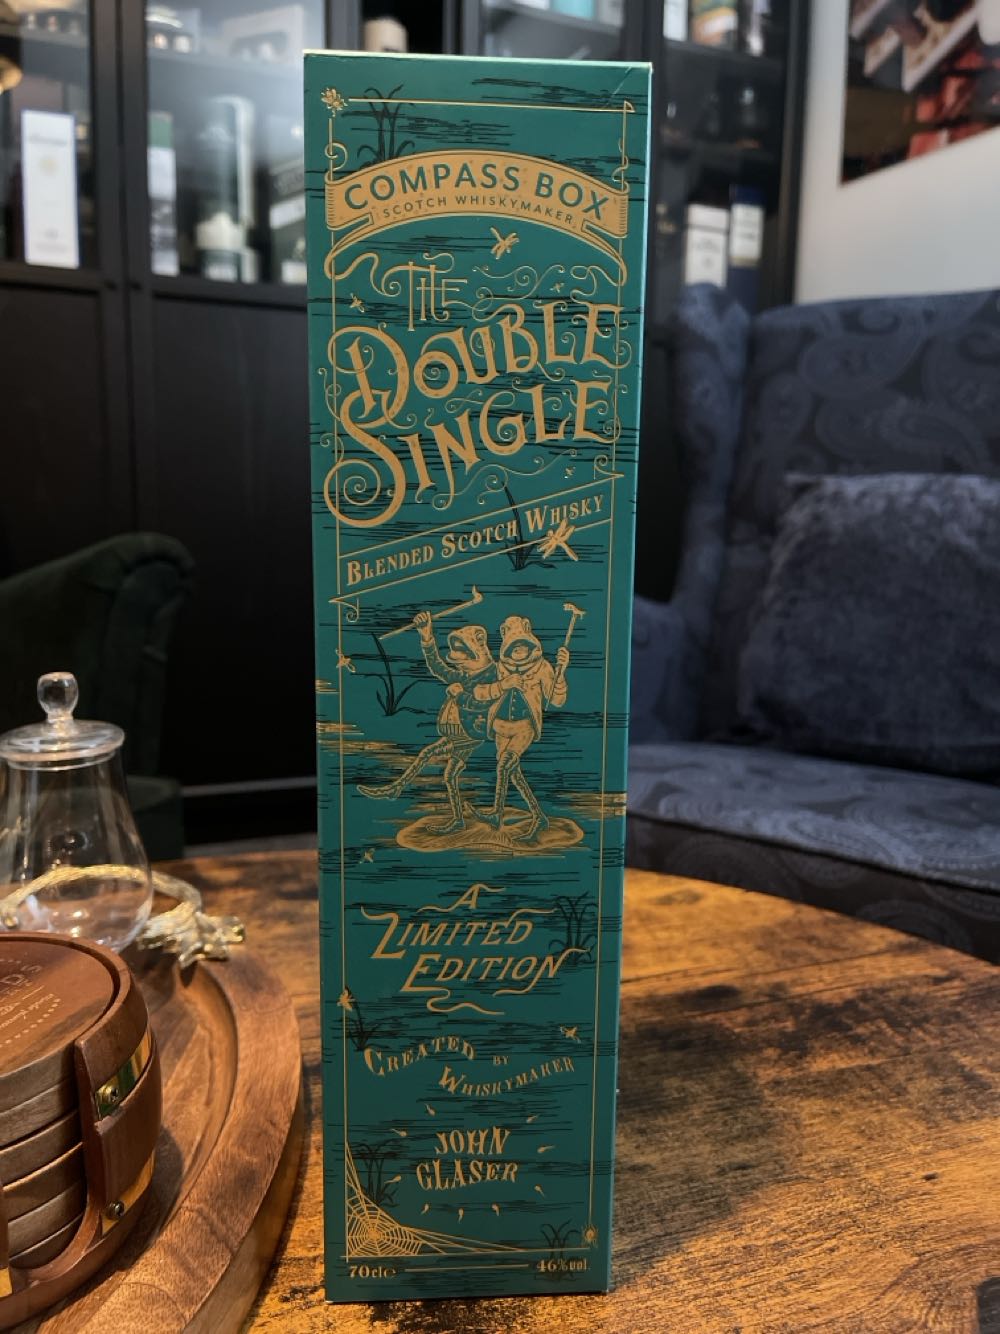 COMPASS BOX
SCOTCH WHISKYMAKER
THE
DOUBLE
SINGLE
BLENDED SCOTCH WHISKY
A
LIMITED
EDITION
CREATED BY
WHISKYMAKER
JOHN
GLASER
70cl℮ 46%vol.